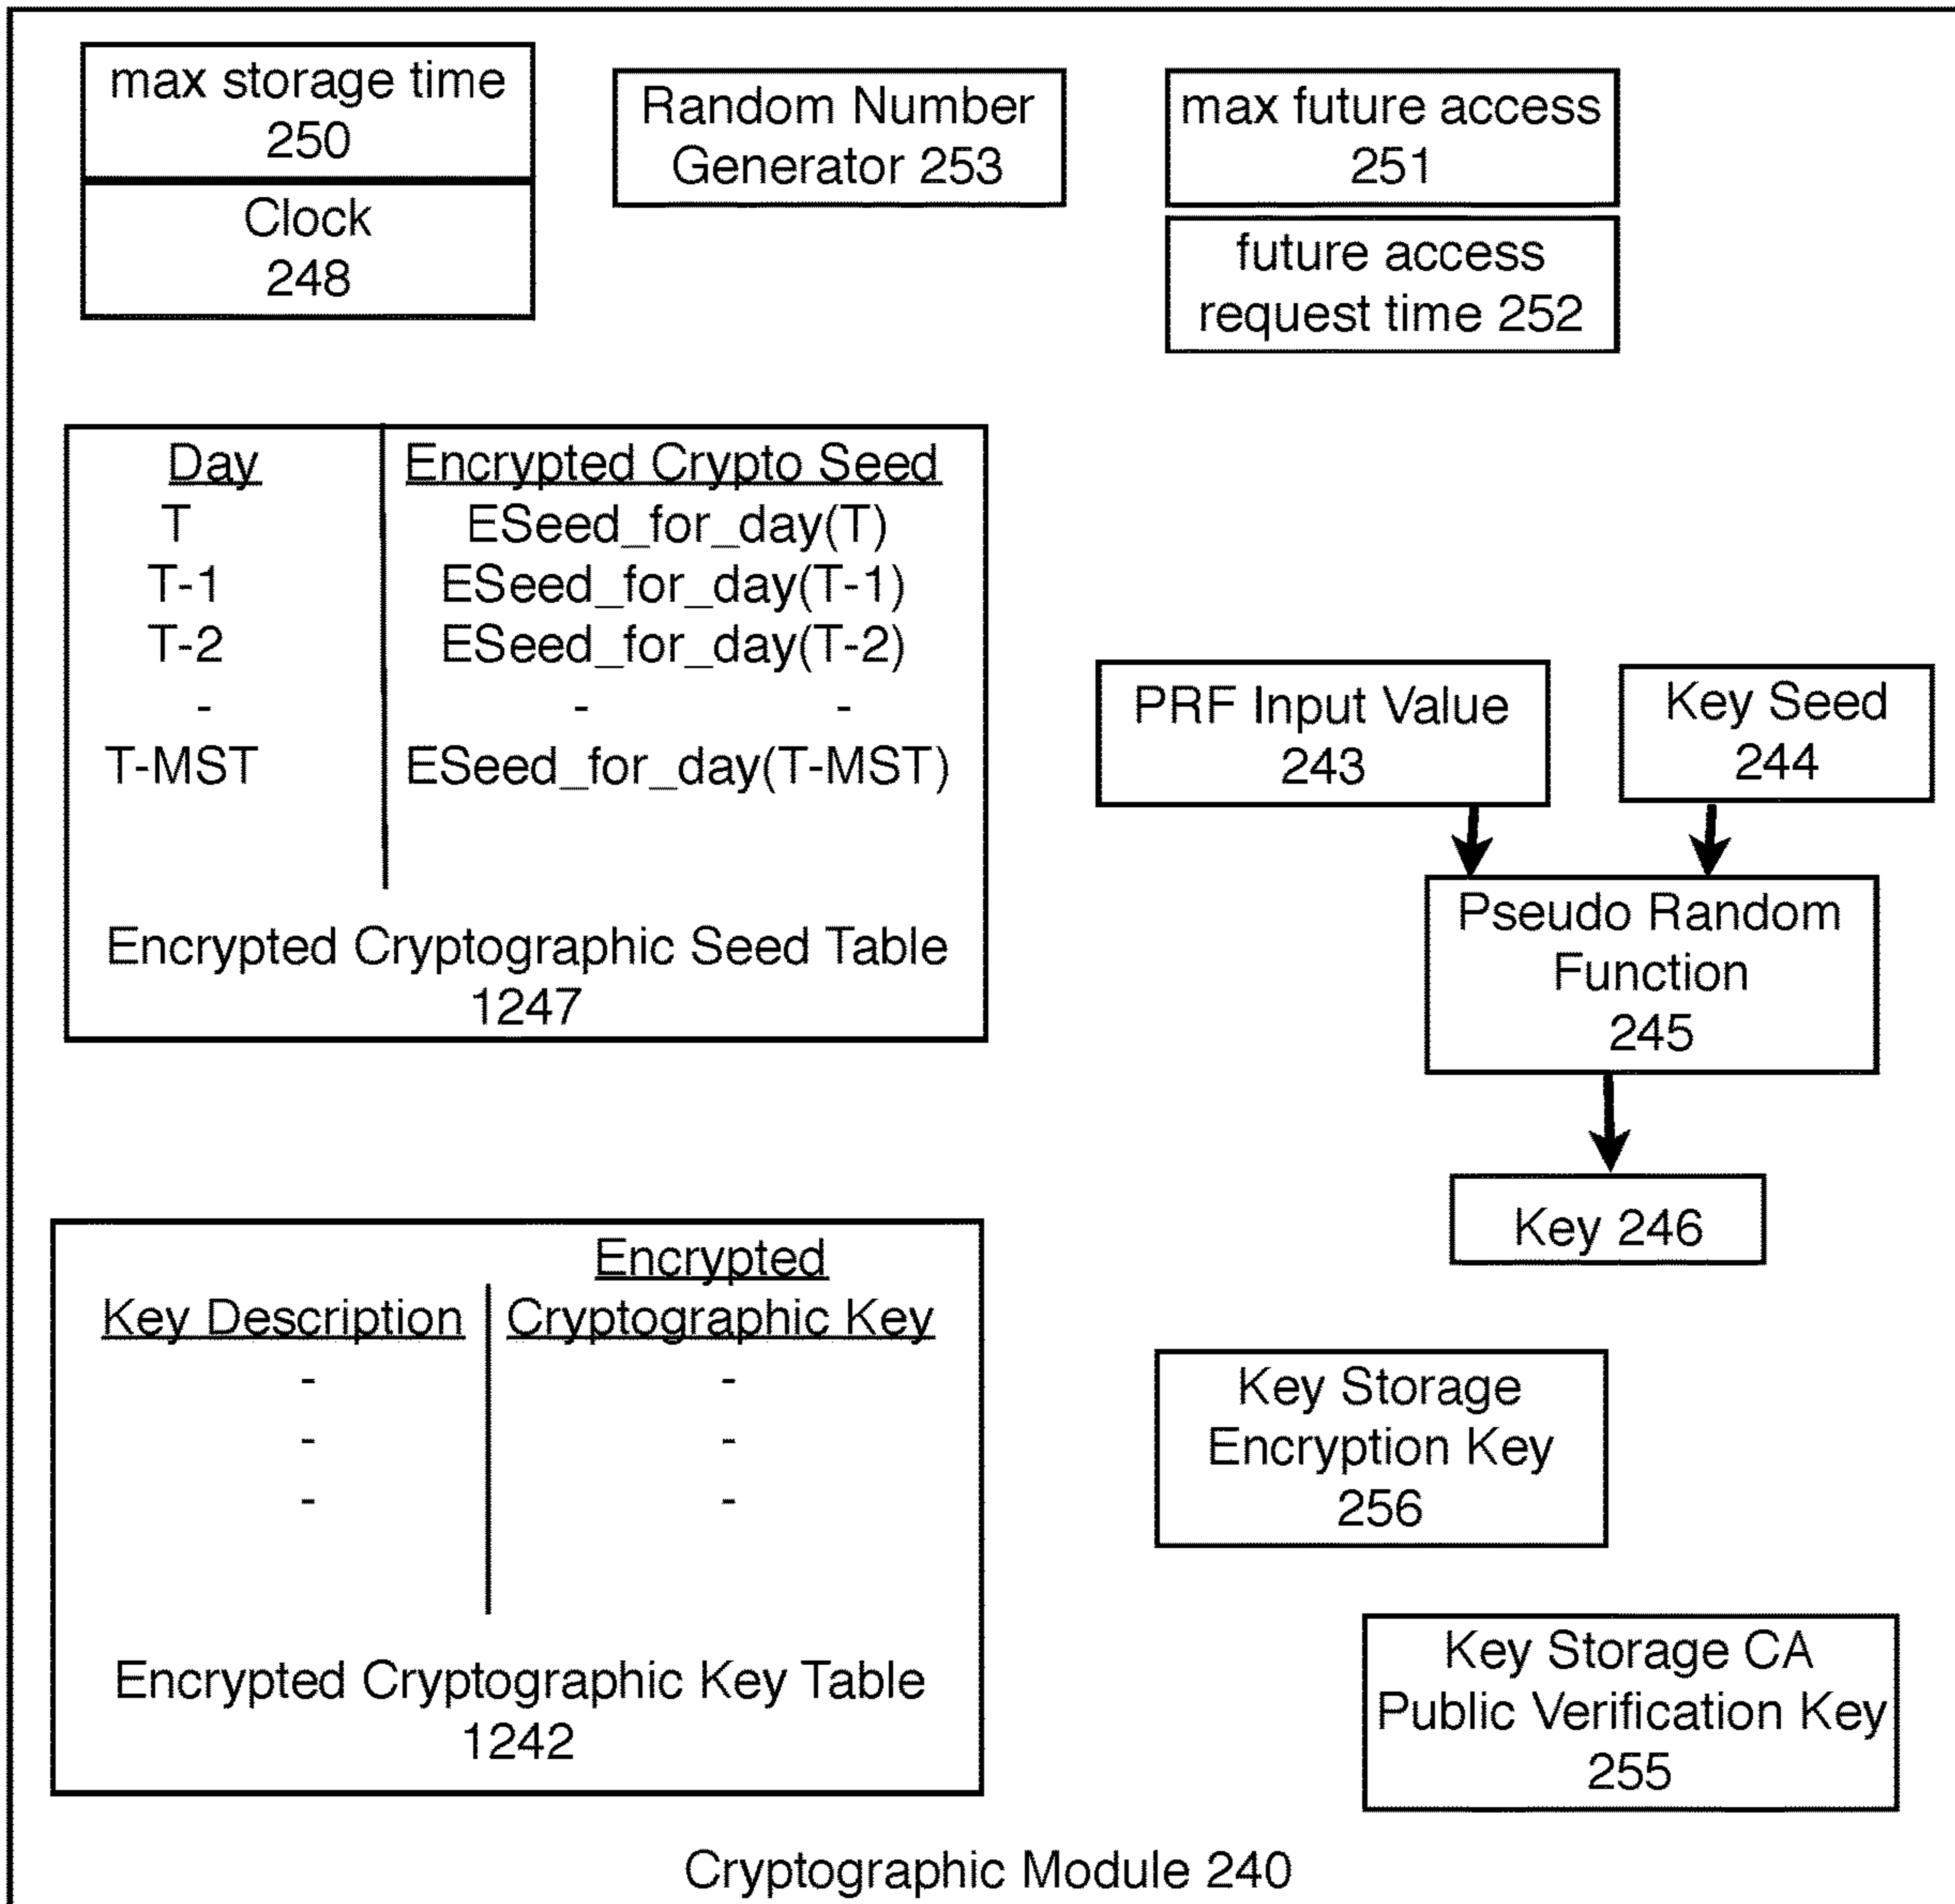 max storage time
250
Clock
248
Random Number
Generator 253
max future access
251
future access
request time 252
Day Encrypted Crypto Seed
T ESeed_for_day(T)
T-1 ESeed_for_day(T-1)
T-2 ESeed_for_day(T-2)
- - -
T-MST ESeed_for_day(T-MST)
Encrypted Cryptographic Seed Table
1247
PRF Input Value
243
Key Seed
244
Pseudo Random
Function
245
Key 246
Encrypted
Key Description Cryptographic Key
- -
- -
- -
Encrypted Cryptographic Key Table
1242
Key Storage
Encryption Key
256
Key Storage CA
Public Verification Key
255
Cryptographic Module 240